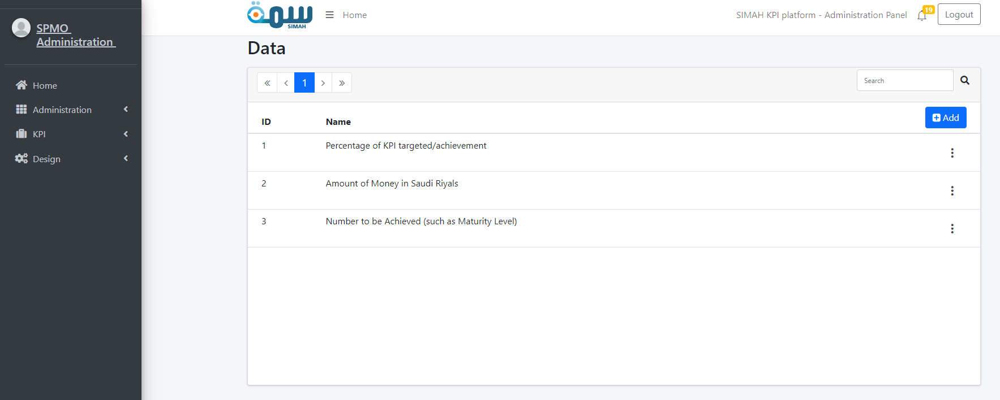 SPMO
Administration
Home
Administration
KPI
Design
سمة
SIMAH
Home
SIMAH KPI platform - Administration Panel
19
Logout
Data
« ‹ 1 › »
Search
ID Name
Add
1 Percentage of KPI targeted/achievement
2 Amount of Money in Saudi Riyals
3 Number to be Achieved (such as Maturity Level)